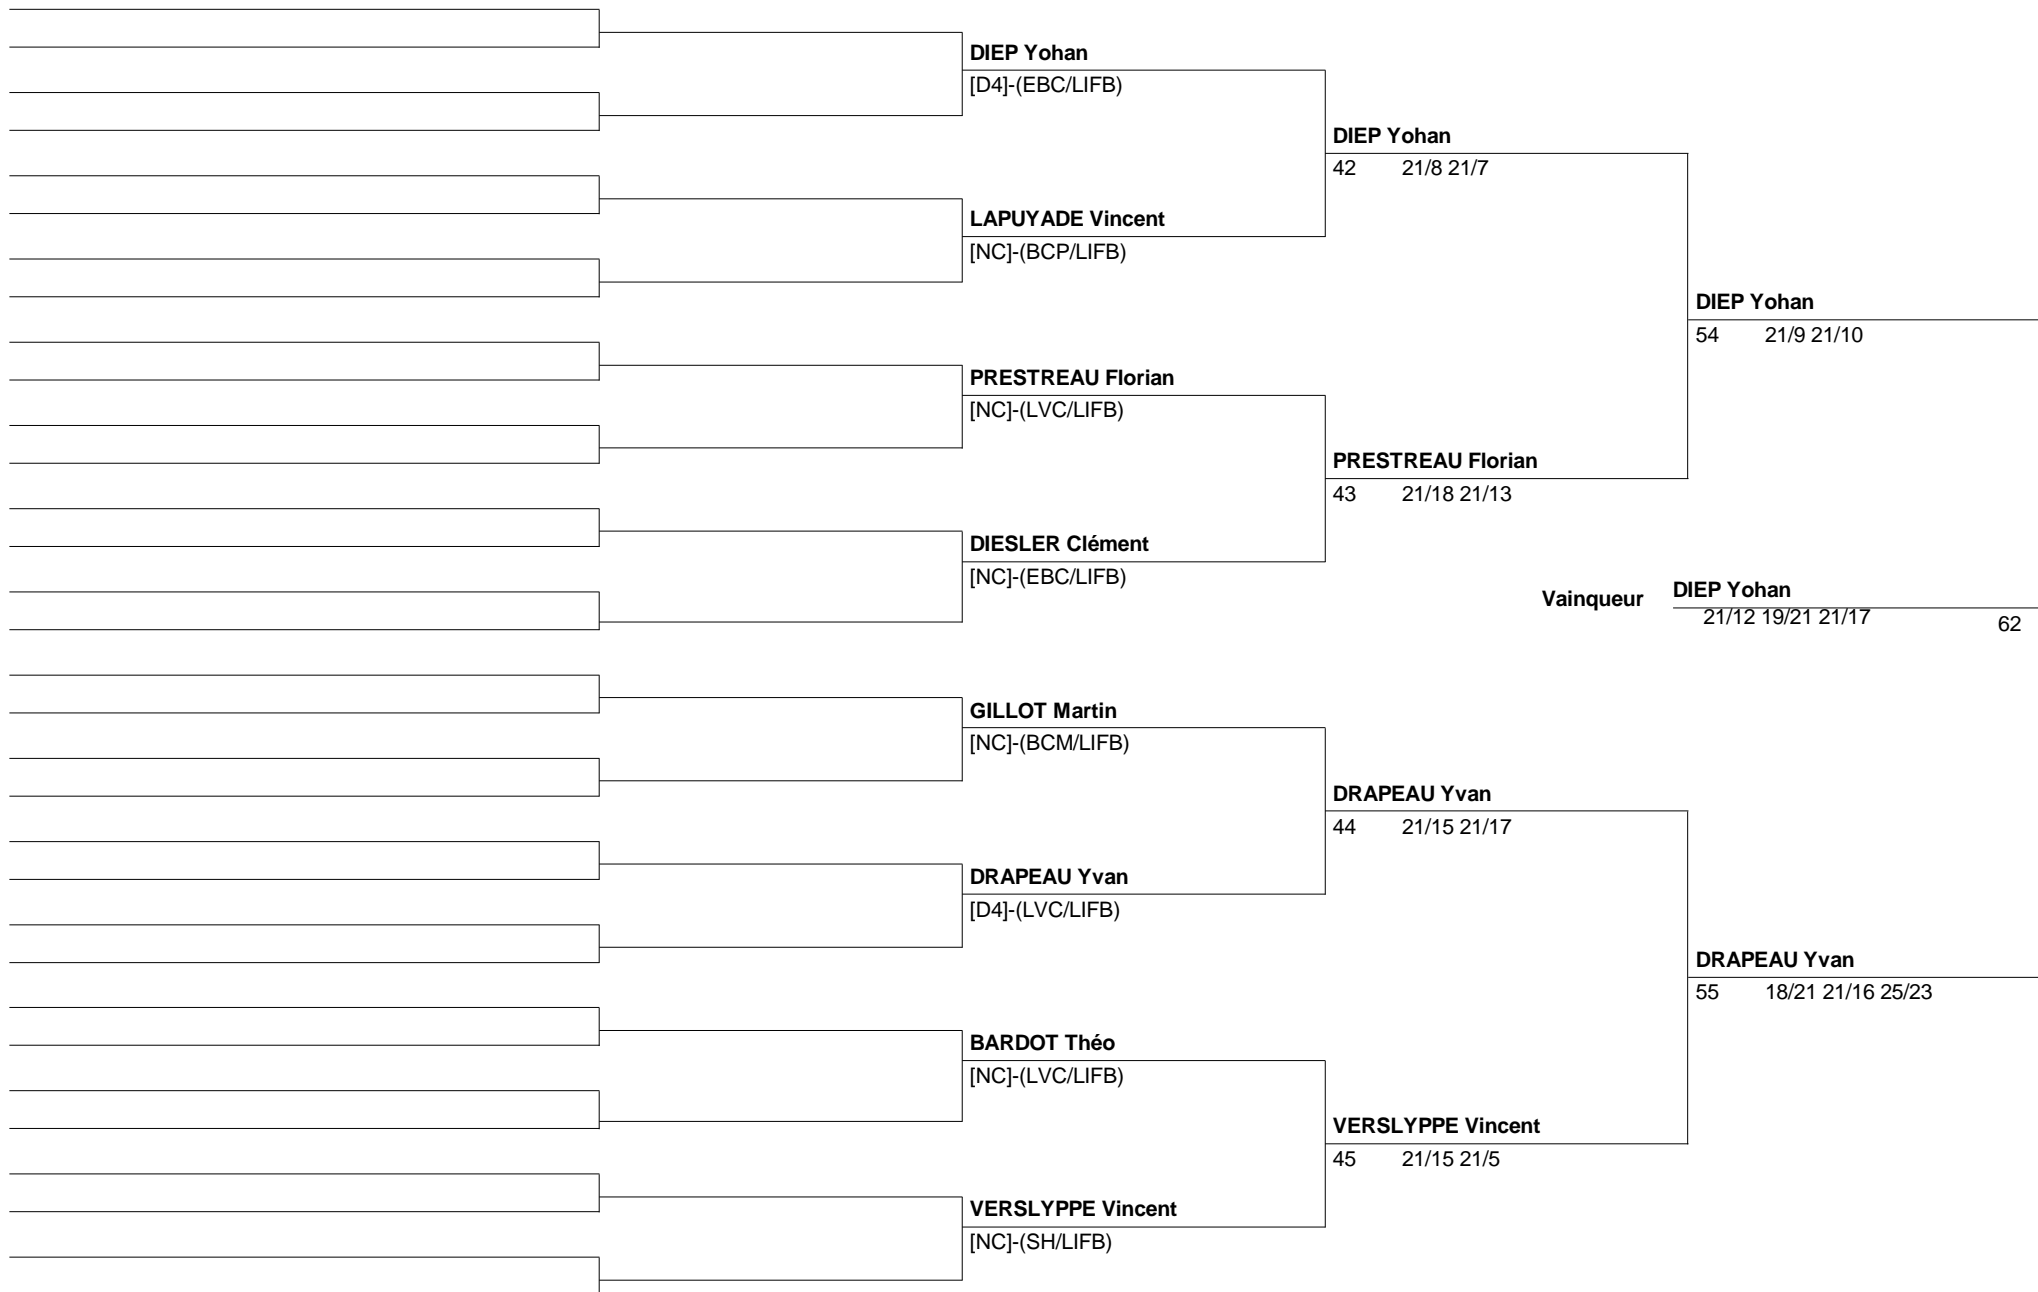 DIEP Yohan
[D4]-(EBC/LIFB)
DIEP Yohan
42 21/8 21/7
LAPUYADE Vincent
[NC]-(BCP/LIFB)
DIEP Yohan
54 21/9 21/10
PRESTREAU Florian
[NC]-(LVC/LIFB)
PRESTREAU Florian
43 21/18 21/13
DIESLER Clément
[NC]-(EBC/LIFB)
Vainqueur DIEP Yohan
21/12 19/21 21/17 62
GILLOT Martin
[NC]-(BCM/LIFB)
DRAPEAU Yvan
44 21/15 21/17
DRAPEAU Yvan
[D4]-(LVC/LIFB)
DRAPEAU Yvan
55 18/21 21/16 25/23
BARDOT Théo
[NC]-(LVC/LIFB)
VERSLYPPE Vincent
45 21/15 21/5
VERSLYPPE Vincent
[NC]-(SH/LIFB)